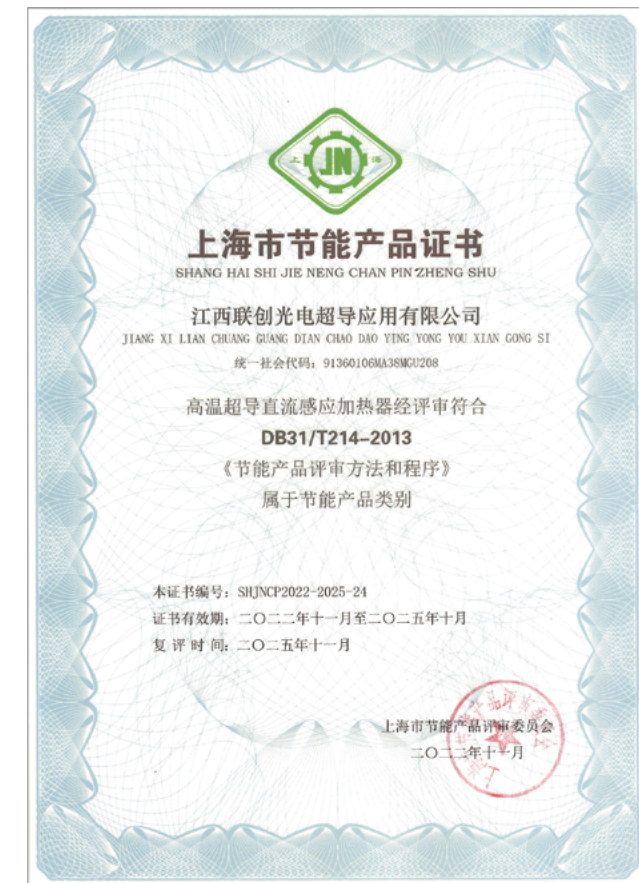 上 JN 海
上海市节能产品证书
SHANG HAI SHI JIE NENG CHAN PIN ZHENG SHU
江西联创光电超导应用有限公司
JIANG XI LIAN CHUANG GUANG DIAN CHAO DAO YING YONG YOU XIAN GONG SI
统一社会代码：91360106MA38MGU208
高温超导直流感应加热器经评审符合
DB31/T214–2013
《节能产品评审方法和程序》
属于节能产品类别
本证书编号：SHJNCP2022-2025-24
证书有效期：二〇二二年十一月至二〇二五年十月
复评时间：二〇二五年十一月
上海市节能产品评审委员会
二〇二二年十一月